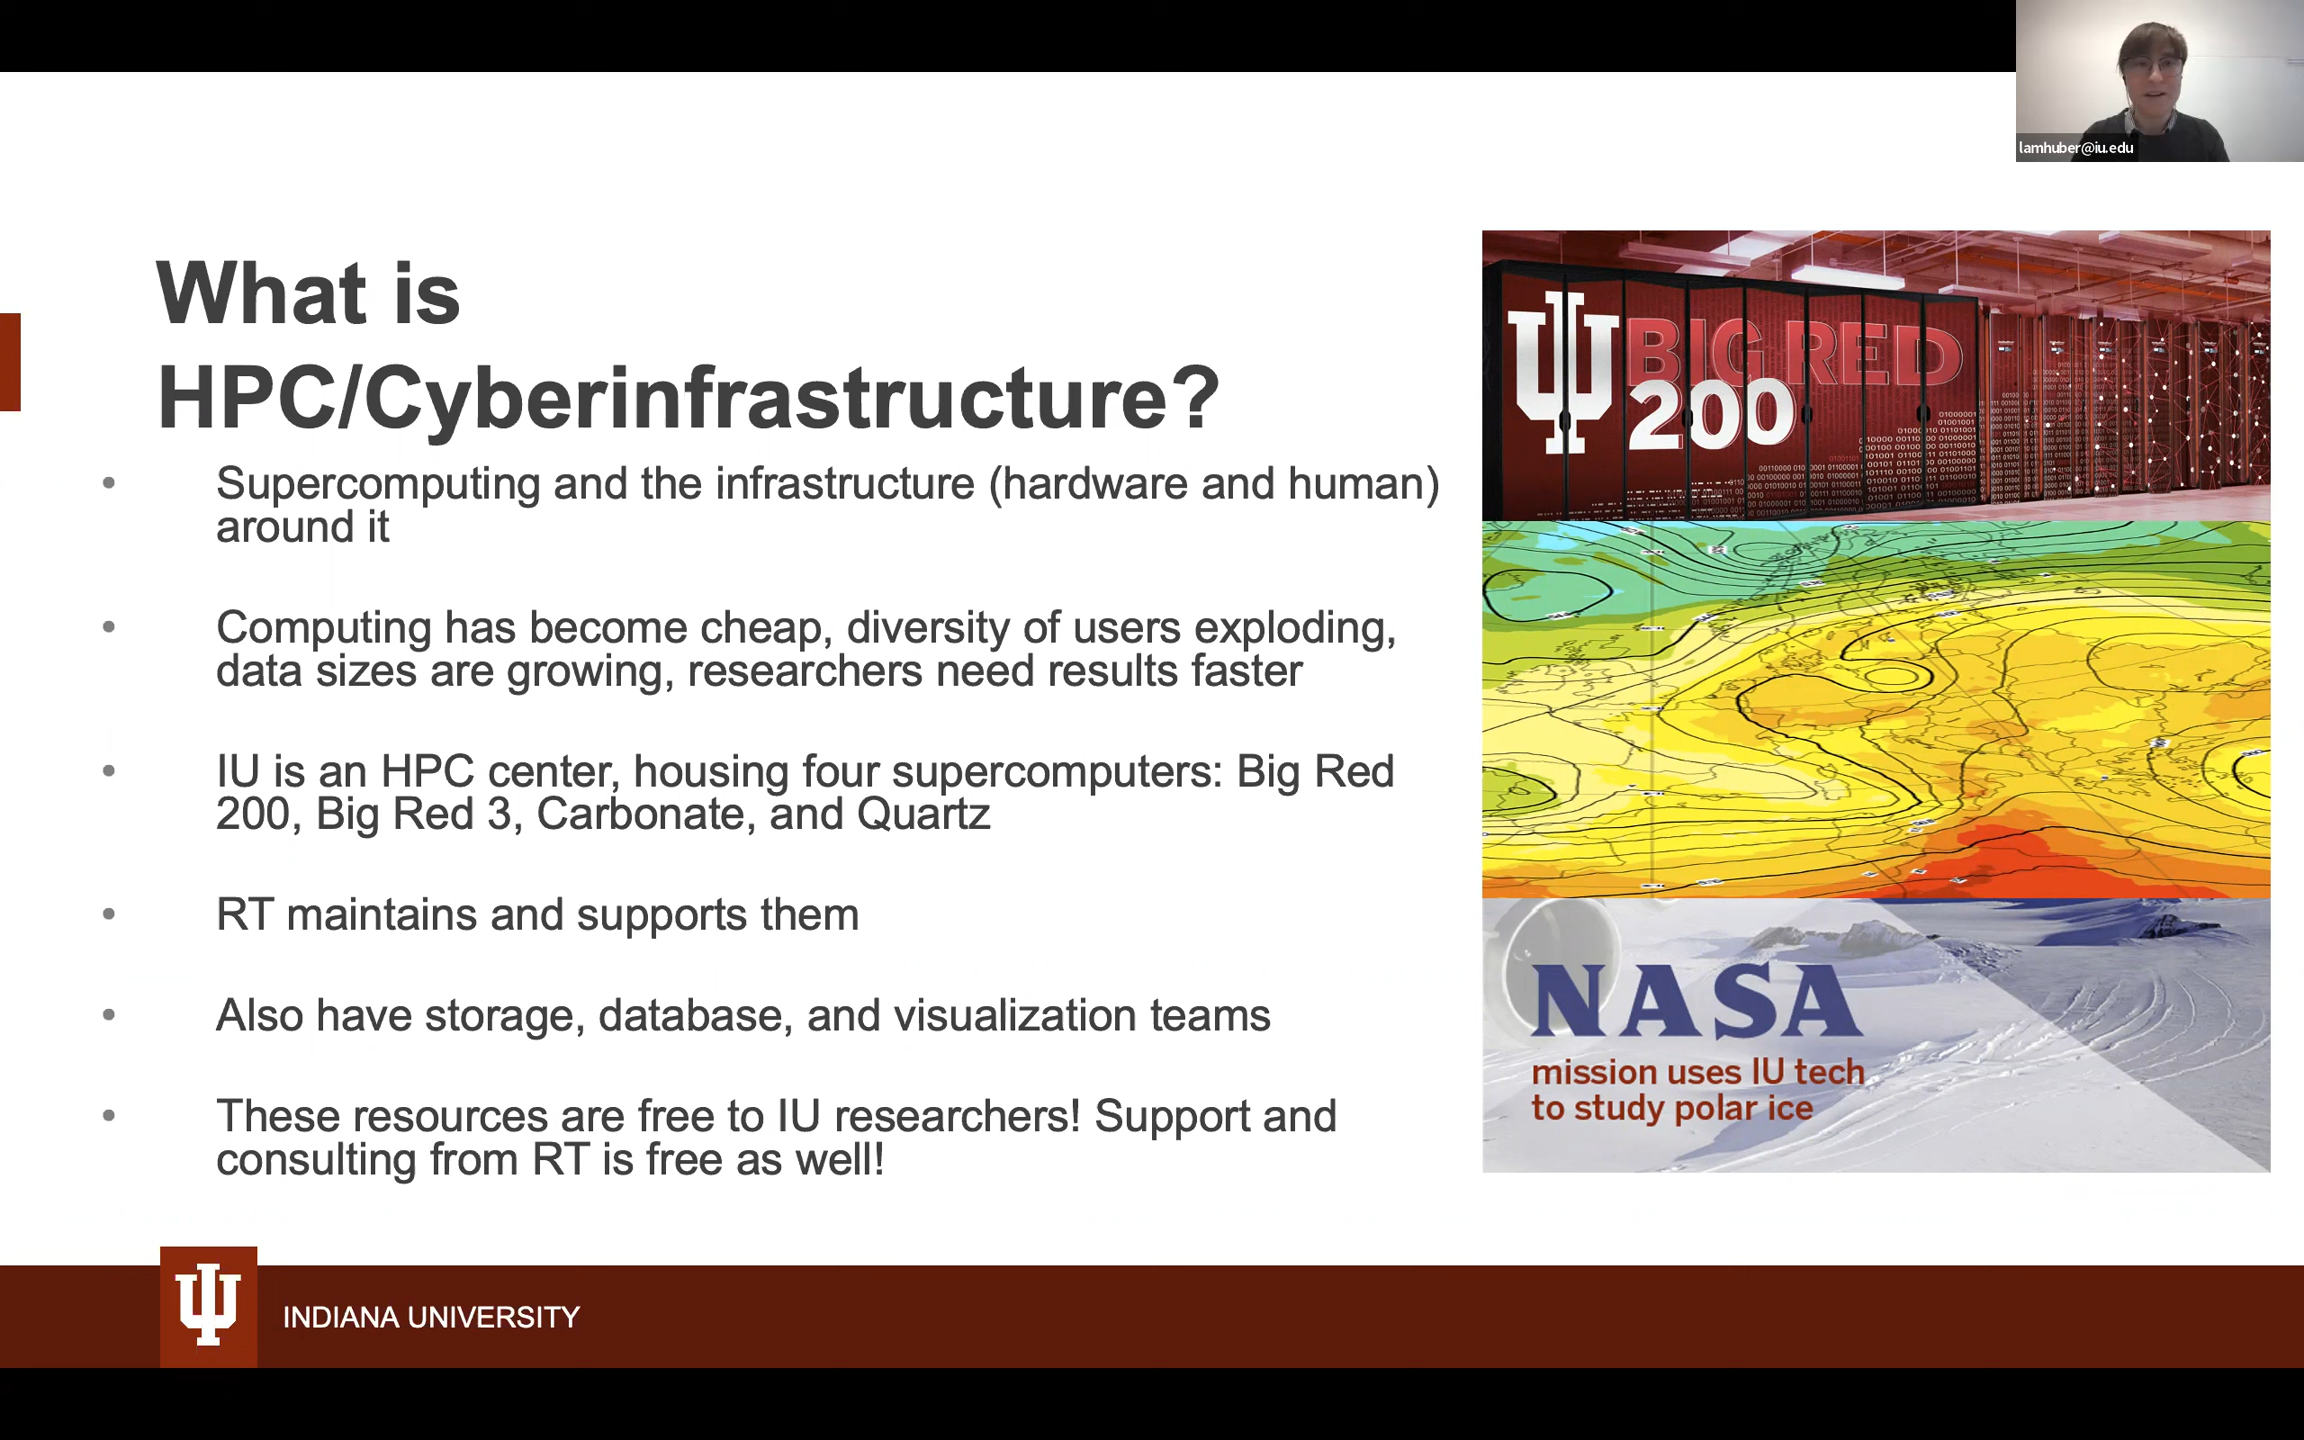 lamhuber@iu.edu
What is
HPC/Cyberinfrastructure?
• Supercomputing and the infrastructure (hardware and human)
around it
• Computing has become cheap, diversity of users exploding,
data sizes are growing, researchers need results faster
• IU is an HPC center, housing four supercomputers: Big Red
200, Big Red 3, Carbonate, and Quartz
• RT maintains and supports them
• Also have storage, database, and visualization teams
• These resources are free to IU researchers! Support and
consulting from RT is free as well!
BIG RED
200
NASA
mission uses IU tech
to study polar ice
INDIANA UNIVERSITY